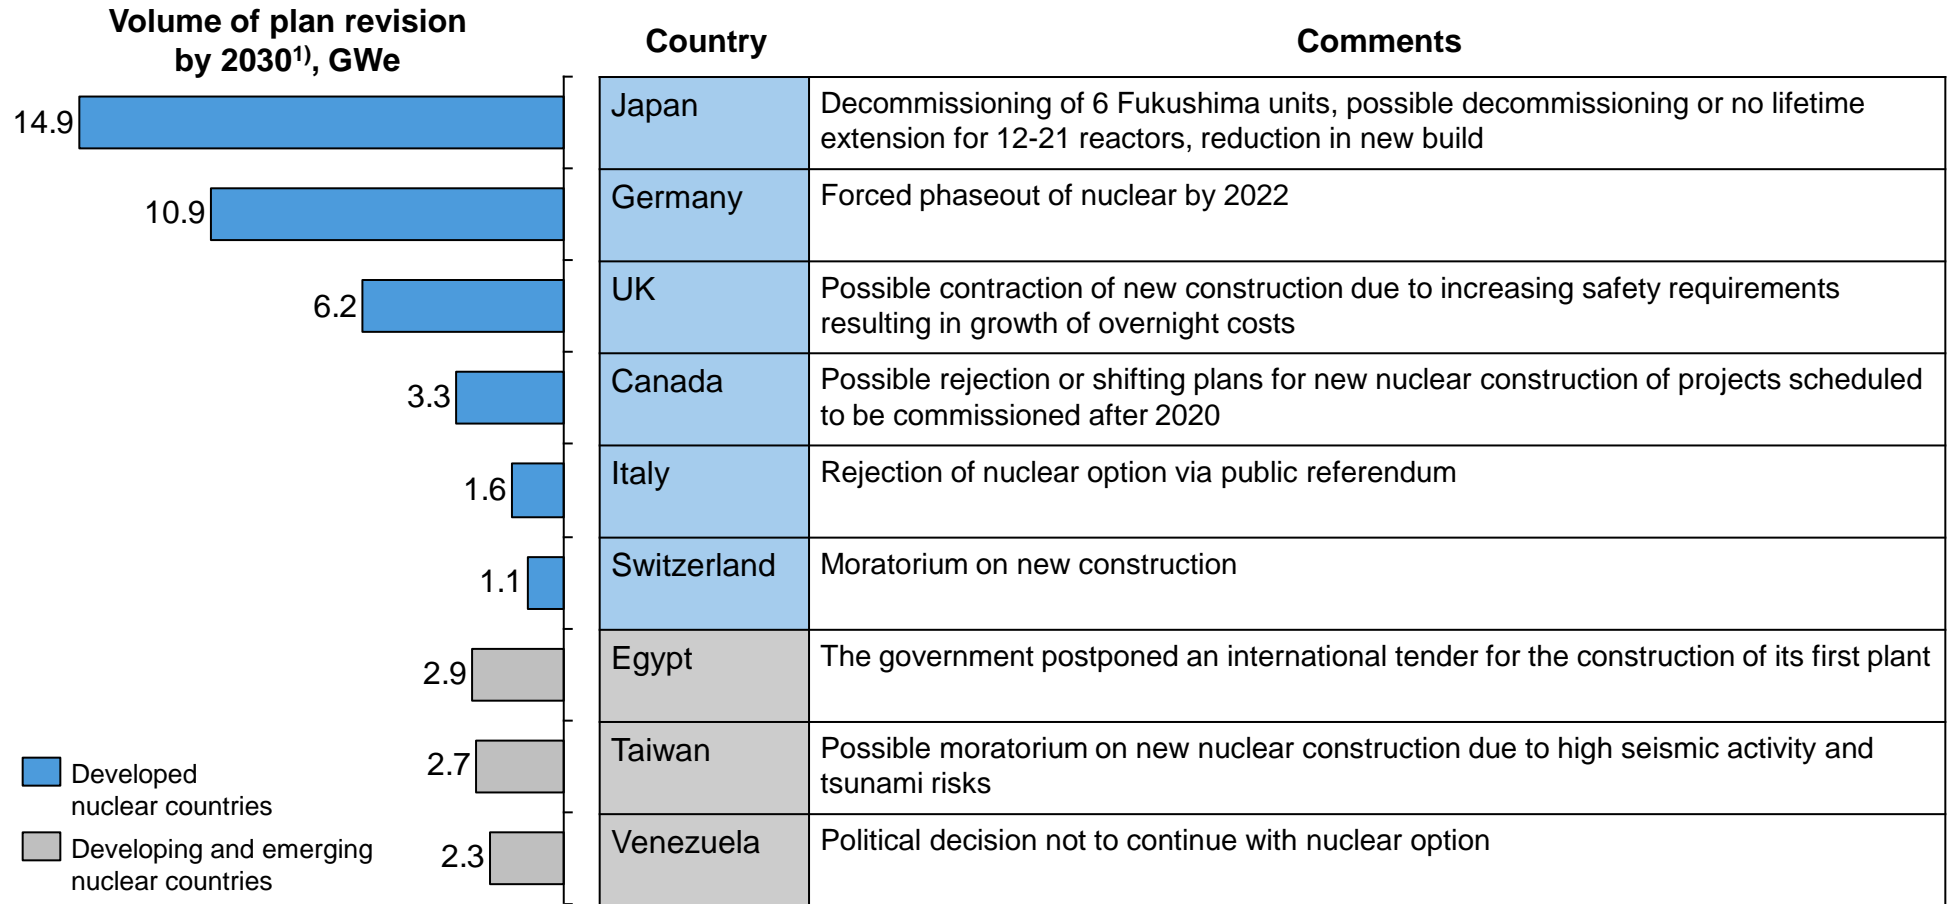 Volume of plan revision
by 2030¹⁾, GWe
Country
Comments
14.9
Japan
Decommissioning of 6 Fukushima units, possible decommissioning or no lifetime
extension for 12-21 reactors, reduction in new build
10.9
Germany
Forced phaseout of nuclear by 2022
6.2
UK
Possible contraction of new construction due to increasing safety requirements
resulting in growth of overnight costs
3.3
Canada
Possible rejection or shifting plans for new nuclear construction of projects scheduled
to be commissioned after 2020
1.6
Italy
Rejection of nuclear option via public referendum
1.1
Switzerland
Moratorium on new construction
2.9
Egypt
The government postponed an international tender for the construction of its first plant
2.7
Taiwan
Possible moratorium on new nuclear construction due to high seismic activity and
tsunami risks
2.3
Venezuela
Political decision not to continue with nuclear option
Developed
nuclear countries
Developing and emerging
nuclear countries